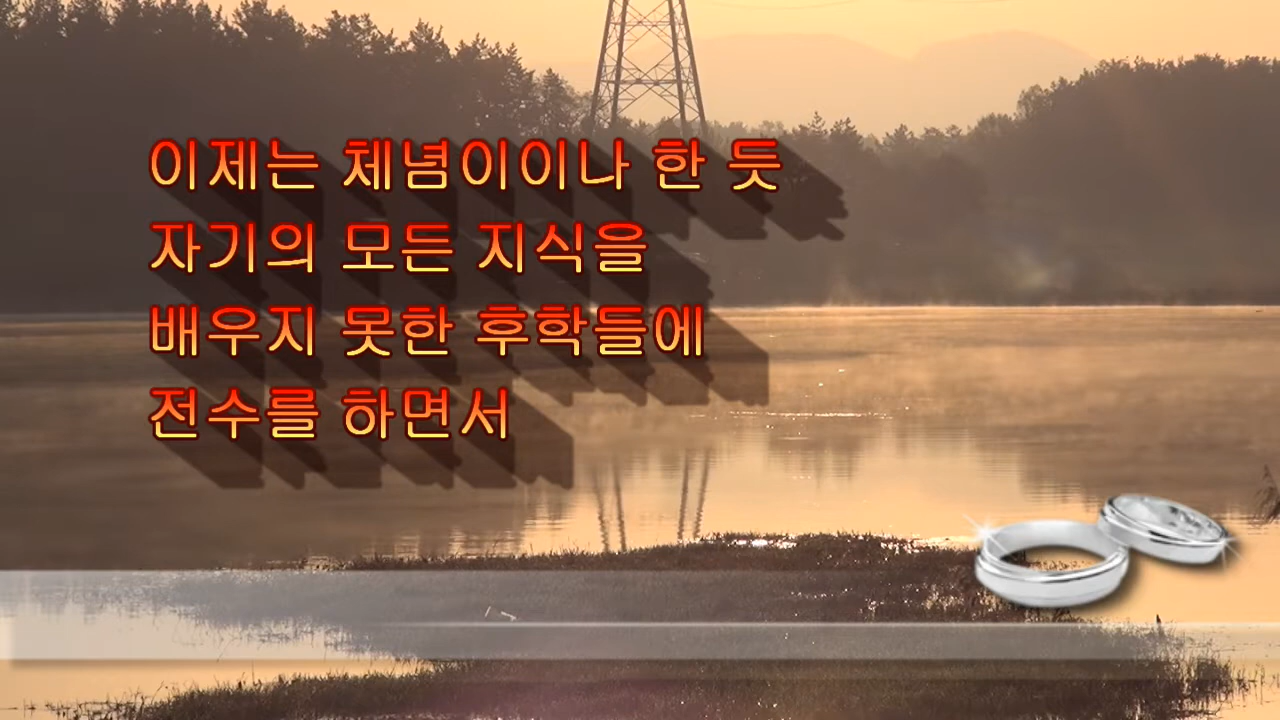 이제는 체념이이나 한 듯
자기의 모든 지식을
배우지 못한 후학들에
전수를 하면서